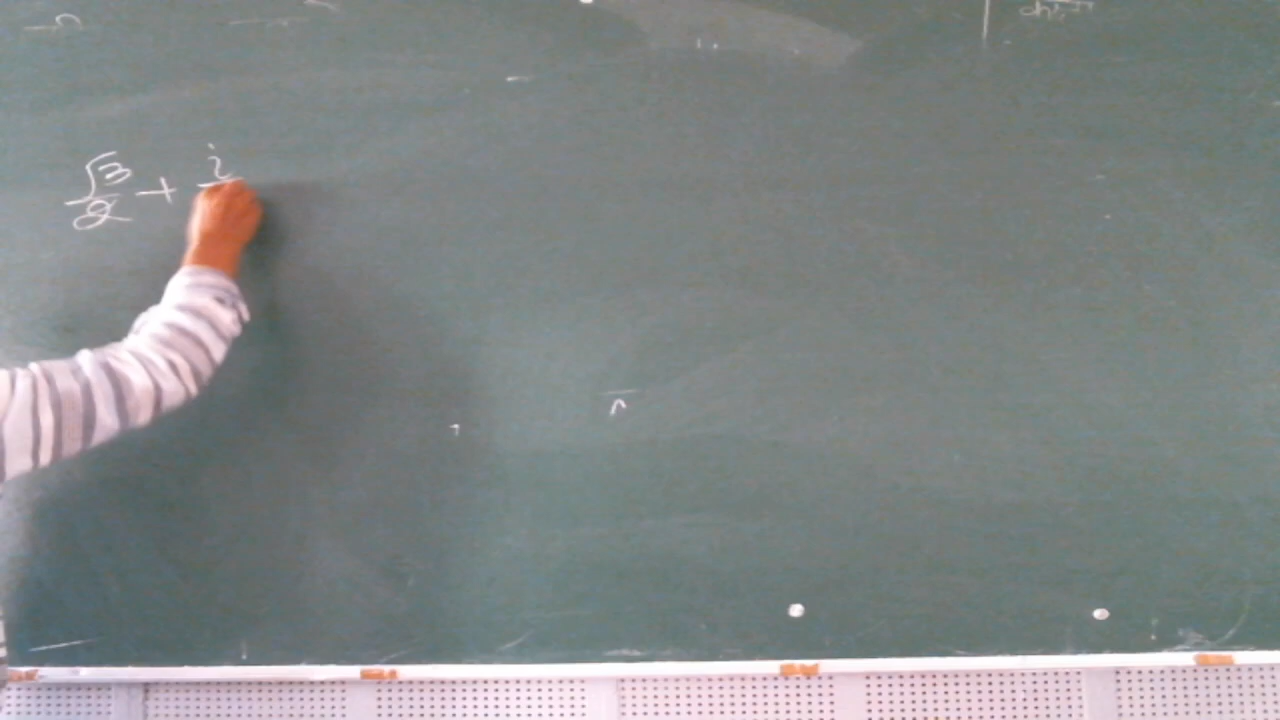 √3/2 + i